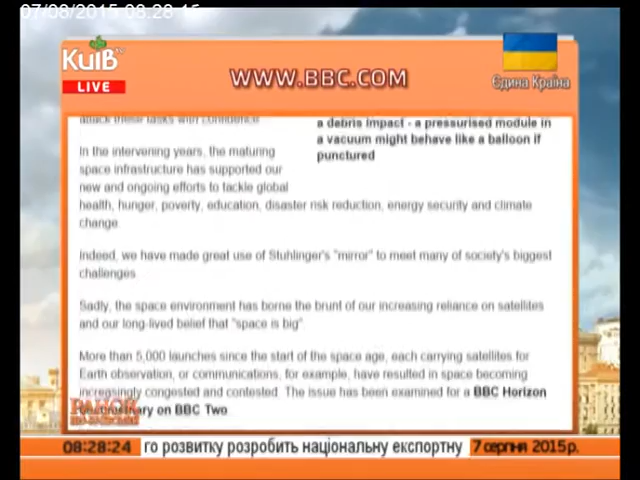 07/08/2015 08:28
КиїВ TV
LIVE
WWW.BBC.COM
Єдина Країна
attack these tasks with confidence
a debris impact - a pressurised module in
a vacuum might behave like a balloon if
punctured
In the intervening years, the maturing
space infrastructure has supported our
new and ongoing efforts to tackle global
health, hunger, poverty, education, disaster risk reduction, energy security and climate
change
Indeed, we have made great use of Stuhlinger's "mirror" to meet many of society's biggest
challenges
Sadly, the space environment has borne the brunt of our increasing reliance on satellites
and our long-lived belief that "space is big"
More than 5,000 launches since the start of the space age, each carrying satellites for
Earth observation, or communications, for example, have resulted in space becoming
increasingly congested and contested. The issue has been examined for a BBC Horizon
on BBC Two
РАНОК
08:28:24 го розвитку розробить національну експортну 7 серпня 2015 р.